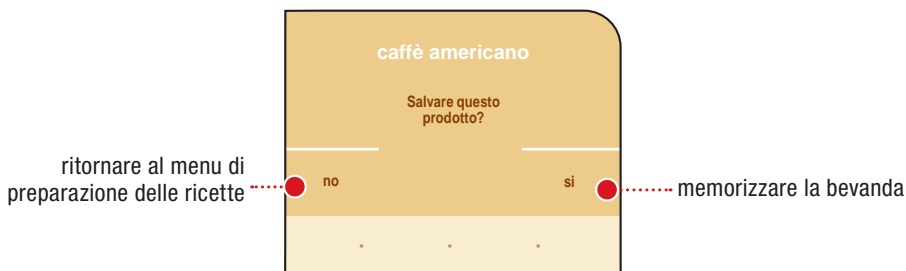 caffè americano
Salvare questo
prodotto?
ritornare al menu di
preparazione delle ricette
no
si
memorizzare la bevanda